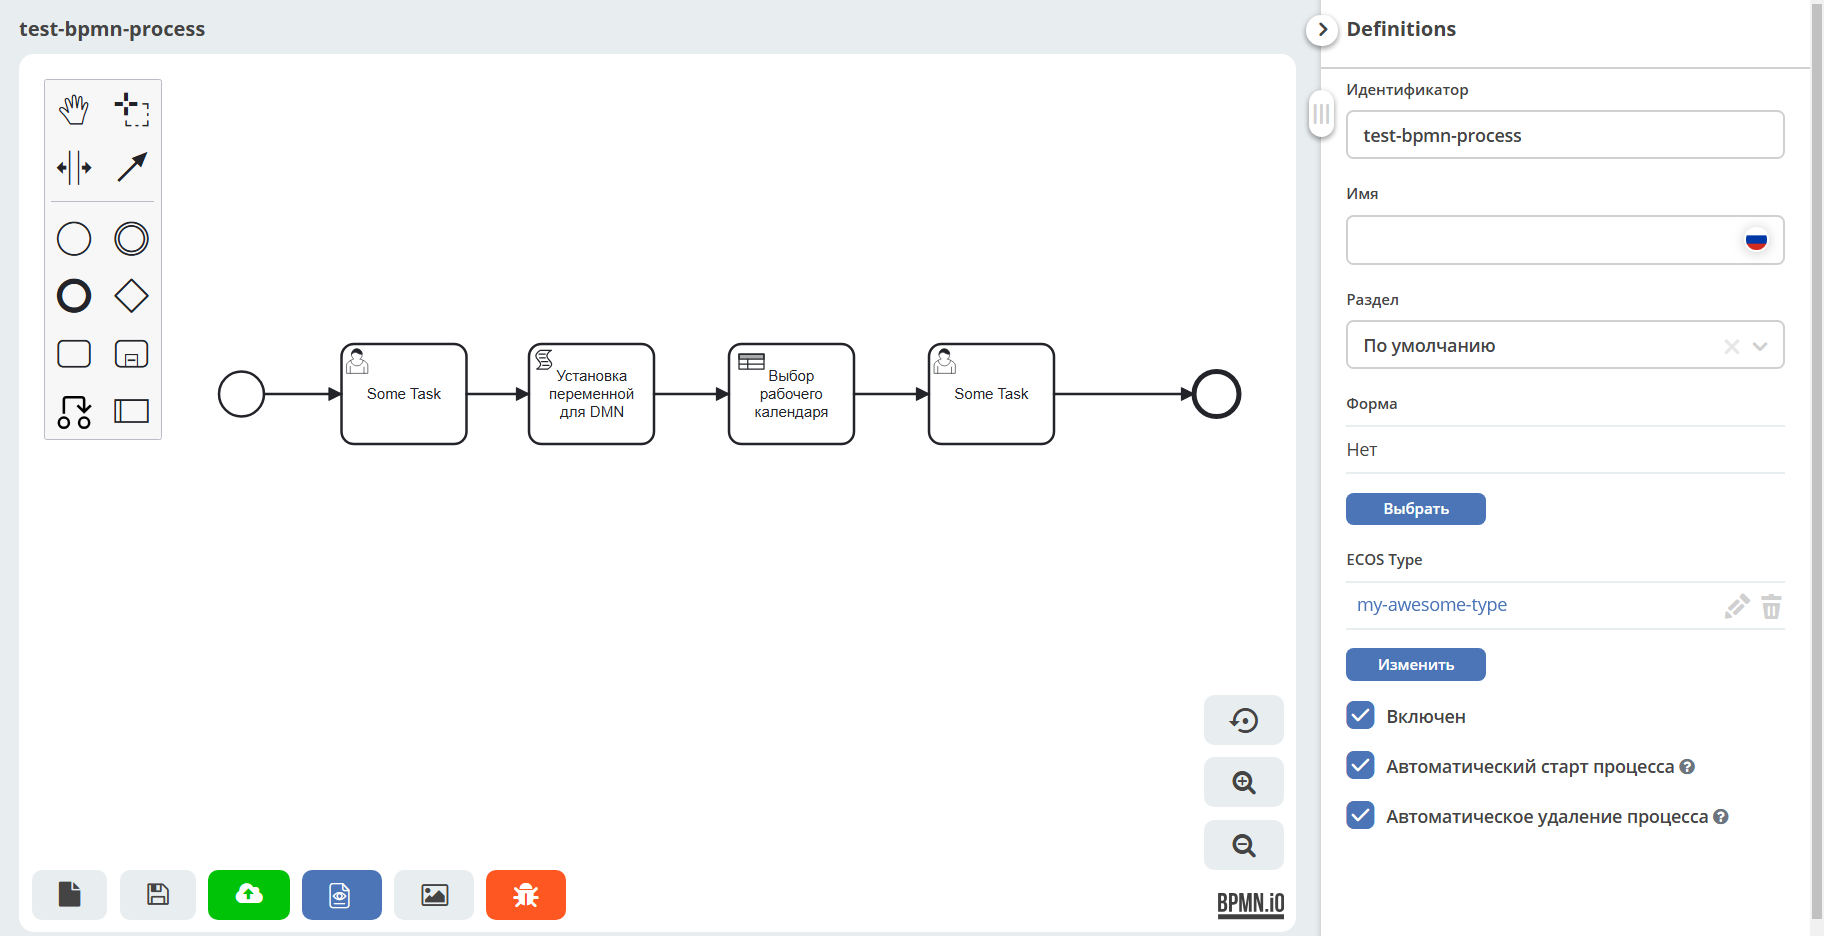 test-bpmn-process
Some Task
Установка
переменной
для DMN
Выбор
рабочего
календаря
Some Task
BPMN.iO
Definitions
Идентификатор
test-bpmn-process
Имя
Раздел
По умолчанию
Форма
Нет
Выбрать
ECOS Type
my-awesome-type
Изменить
Включен
Автоматический старт процесса
Автоматическое удаление процесса